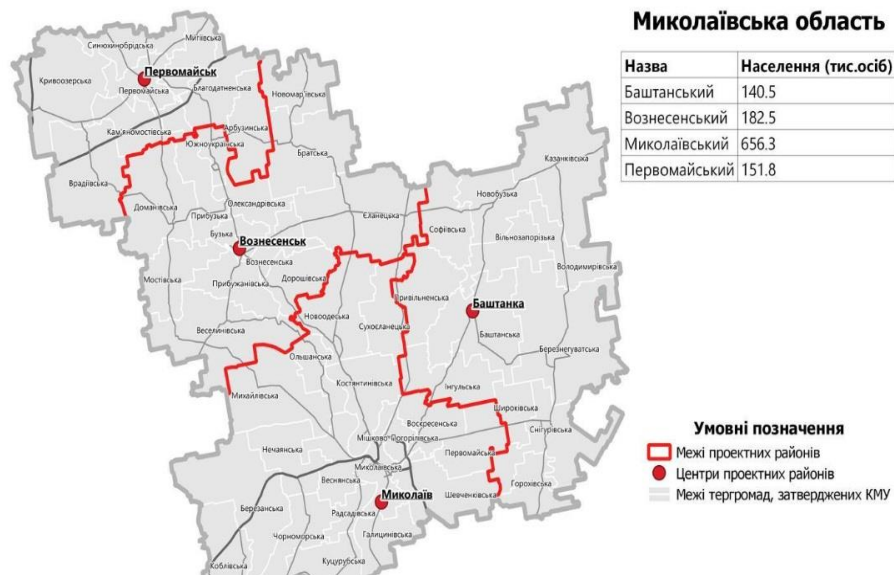 Миколаївська область
Назва Населення (тис.осіб)
Баштанський 140.5
Вознесенський 182.5
Миколаївський 656.3
Первомайський 151.8
Мигіївська
Синюхинобрідська
Первомайськ
Кривоозерська
Первомайська
Благодатненська
Новомар'ївська
Арбузинська
Кам'яномостівська
Южноукраїнська
Братська
Врадіївська
Доманівська
Олександрівська
Прибузька
Бузька
Вознесенськ
Вознесенська
Дорошівська
Мостівська
Прибужанівська
Веселинівська
Єланецька
Казанківська
Новобузька
Софіївська
Вільнозапорізька
Володимирівська
Привільненська
Баштанка
Баштанська
Новоодеська
Сухоєланецька
Березнегуватська
Ольшанська
Михайлівська
Костянтинівська
Інгульська
Широківська
Воскресенська
Снігурівська
Мішково-Погорілівська
Нечаянська
Первомайська
Миколаївська
Веснянська
Горохівська
Шевченківська
Миколаїв
Березанська
Радсадівська
Чорноморська
Галицинівська
Коблівська
Куцурубська
Умовні позначення
Межі проектних районів
Центри проектних районів
Межі тергромад, затверджених КМУ